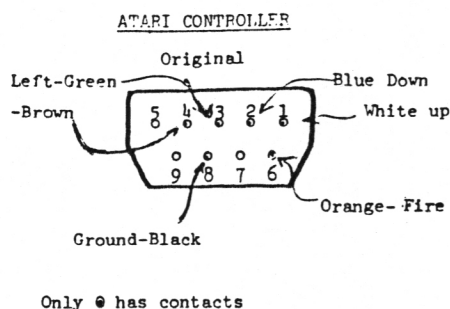 ATARI CONTROLLER
Original
Left-Green
Blue Down
-Brown
5 4 3 2 1
White up
9 8 7 6
Orange- Fire
Ground-Black
Only has contacts